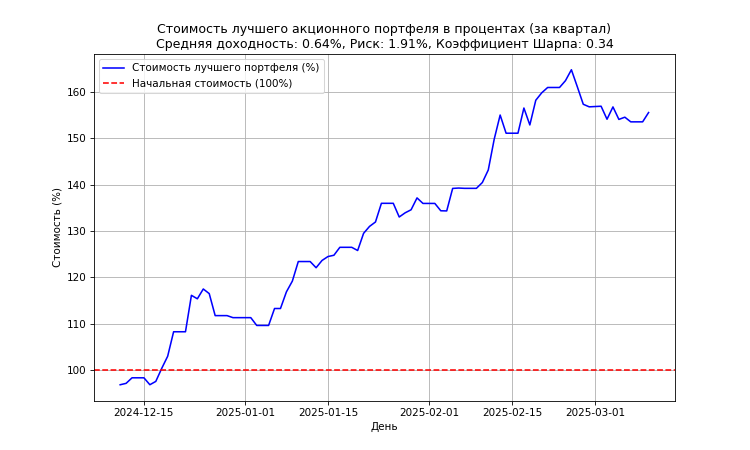 Стоимость лучшего акционного портфеля в процентах (за квартал)
Средняя доходность: 0.64%, Риск: 1.91%, Коэффициент Шарпа: 0.34
Стоимость лучшего портфеля (%)
Начальная стоимость (100%)
Стоимость (%)
160
150
140
130
120
110
100
2024-12-15
2025-01-01
2025-01-15
2025-02-01
2025-02-15
2025-03-01
День